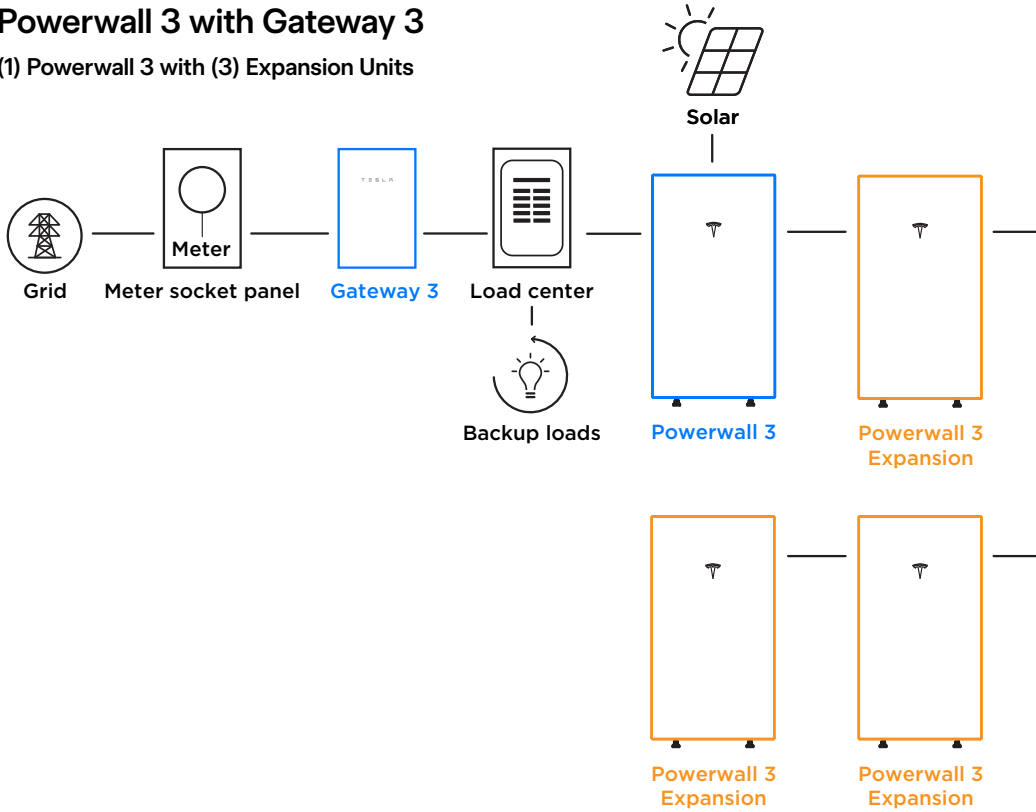 Powerwall 3 with Gateway 3
(1) Powerwall 3 with (3) Expansion Units
Solar
TESLA
Meter
Grid
Meter socket panel
Gateway 3
Load center
Backup loads
Powerwall 3
Powerwall 3
Expansion
Powerwall 3
Expansion
Powerwall 3
Expansion